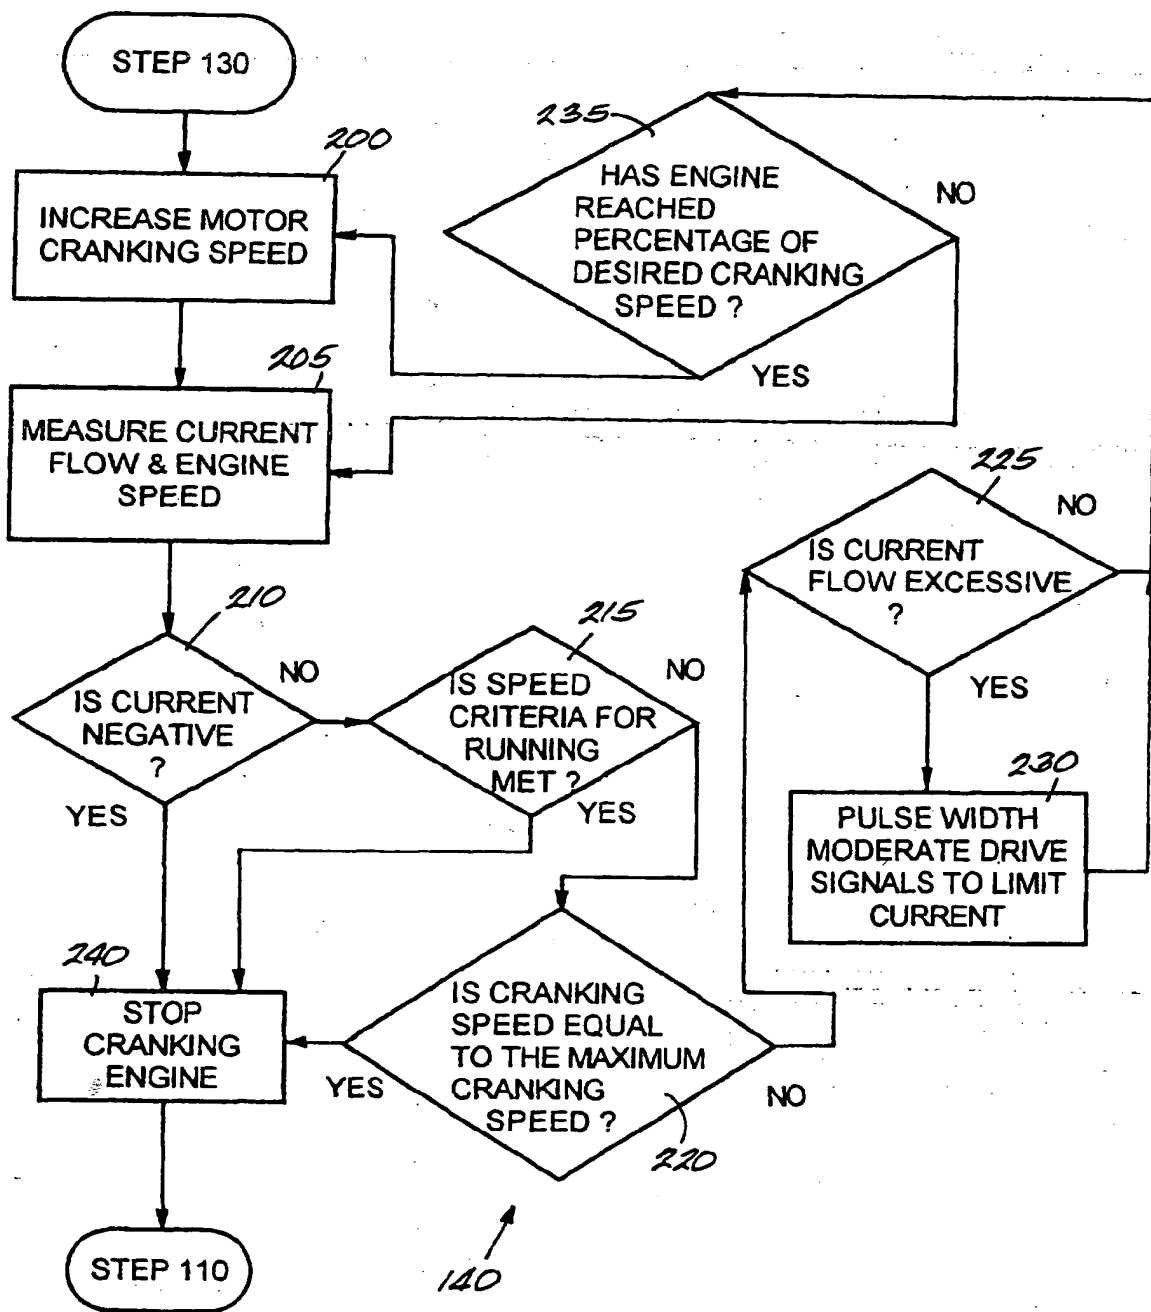 STEP 130
200
INCREASE MOTOR
CRANKING SPEED
235
HAS ENGINE
REACHED
PERCENTAGE OF
DESIRED CRANKING
SPEED ?
NO
YES
205
MEASURE CURRENT
FLOW & ENGINE
SPEED
210
IS CURRENT
NEGATIVE
?
NO
YES
215
IS SPEED
CRITERIA FOR
RUNNING
MET ?
NO
YES
225
IS CURRENT
FLOW EXCESSIVE
?
NO
YES
230
PULSE WIDTH
MODERATE DRIVE
SIGNALS TO LIMIT
CURRENT
240
STOP
CRANKING
ENGINE
IS CRANKING
SPEED EQUAL
TO THE MAXIMUM
CRANKING
SPEED ?
YES
NO
220
STEP 110
140